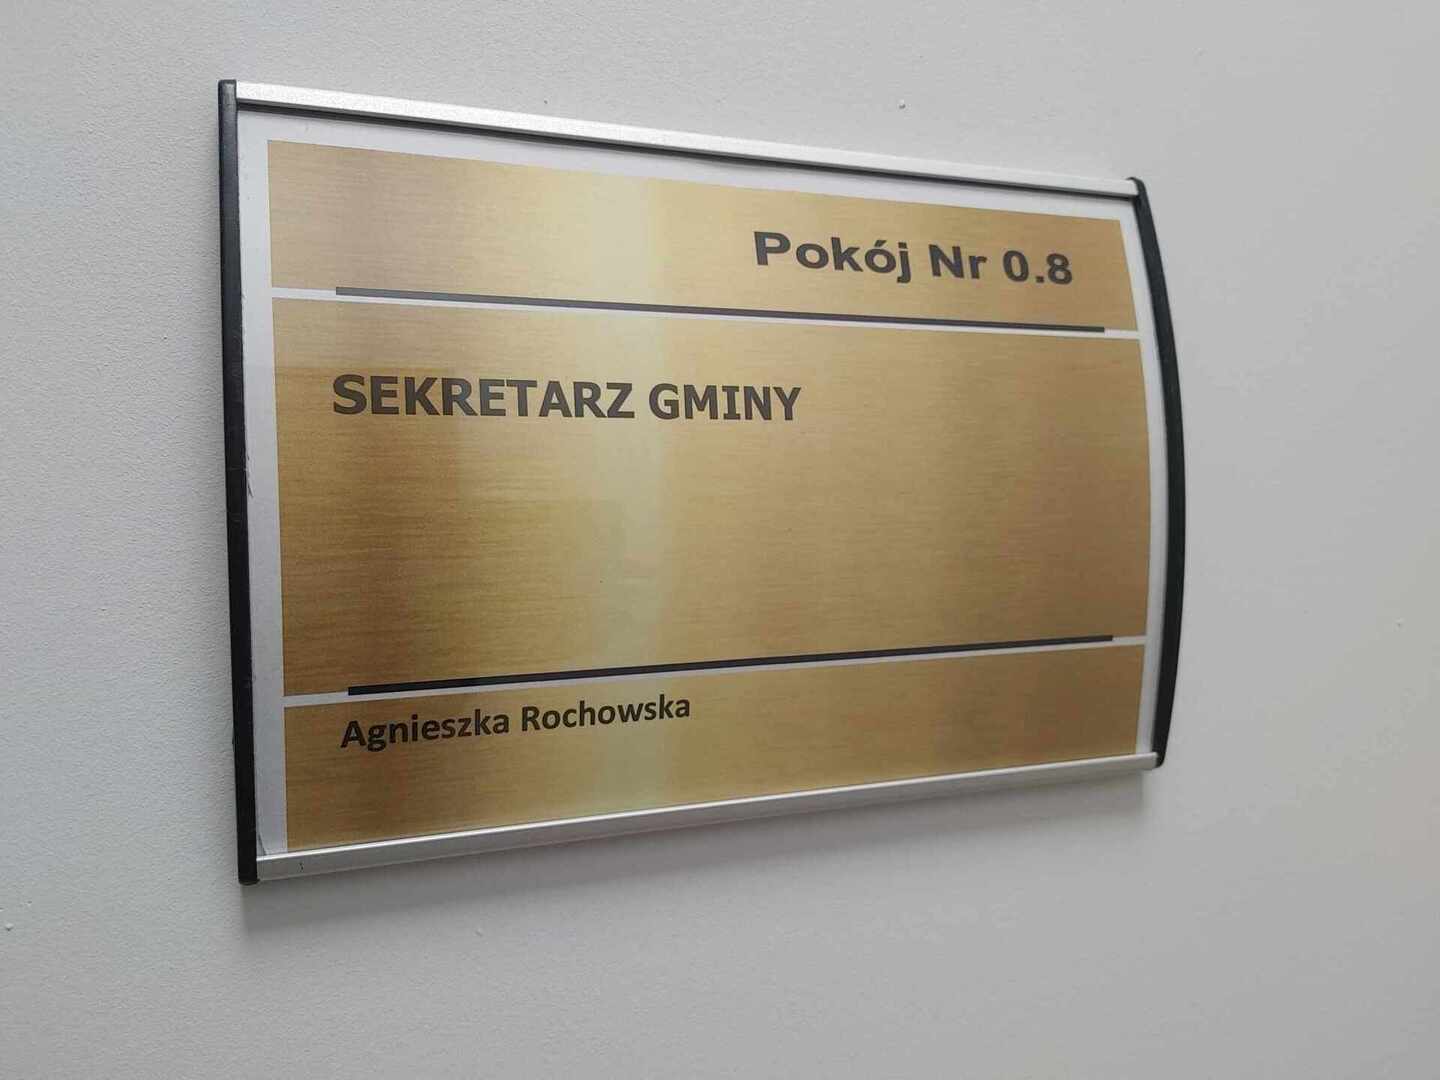 Pokój Nr 0.8
SEKRETARZ GMINY
Agnieszka Rochowska